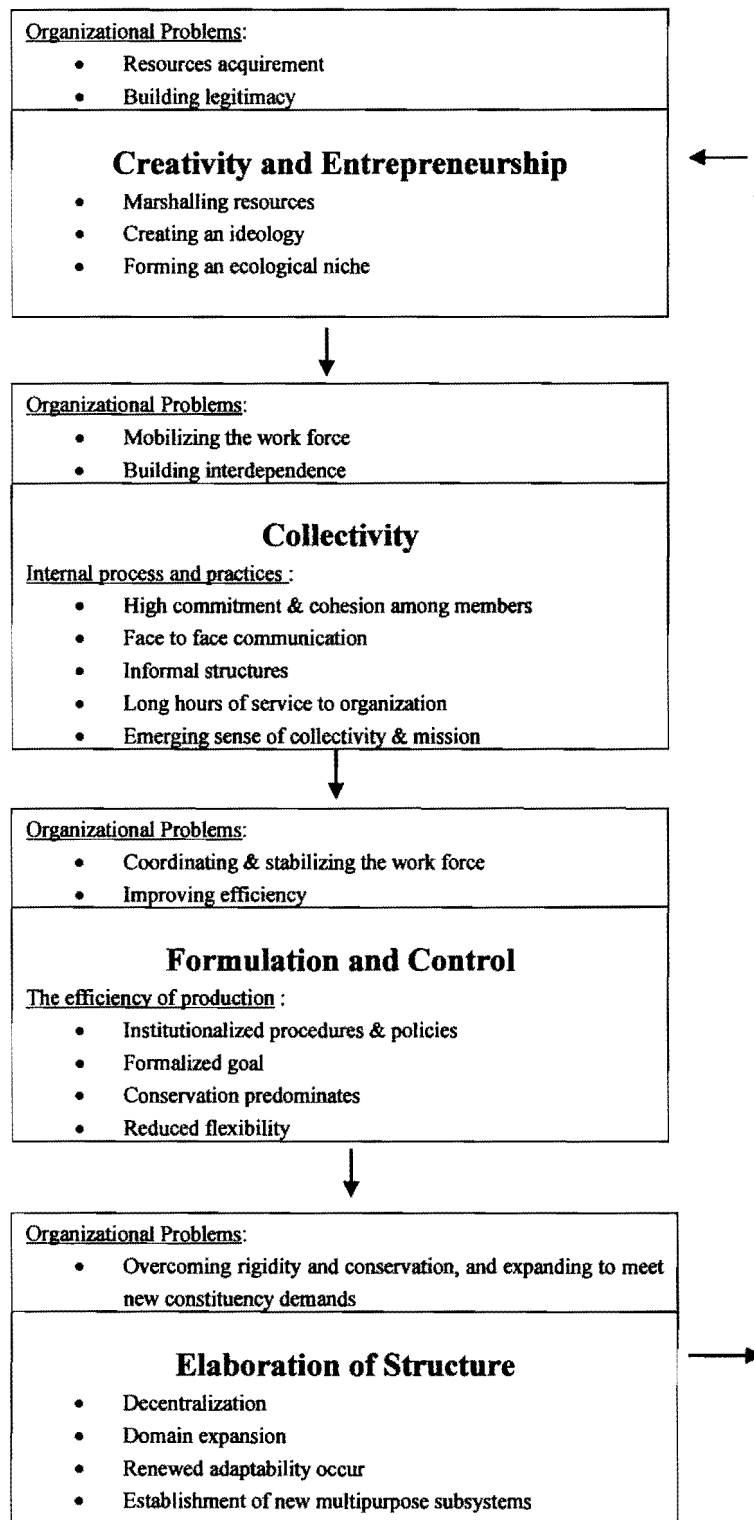 Organizational Problems:
• Resources acquirement
• Building legitimacy
Creativity and Entrepreneurship
• Marshalling resources
• Creating an ideology
• Forming an ecological niche
Organizational Problems:
• Mobilizing the work force
• Building interdependence
Collectivity
Internal process and practices :
• High commitment & cohesion among members
• Face to face communication
• Informal structures
• Long hours of service to organization
• Emerging sense of collectivity & mission
Organizational Problems:
• Coordinating & stabilizing the work force
• Improving efficiency
Formulation and Control
The efficiency of production :
• Institutionalized procedures & policies
• Formalized goal
• Conservation predominates
• Reduced flexibility
Organizational Problems:
• Overcoming rigidity and conservation, and expanding to meet
new constituency demands
Elaboration of Structure
• Decentralization
• Domain expansion
• Renewed adaptability occur
• Establishment of new multipurpose subsystems